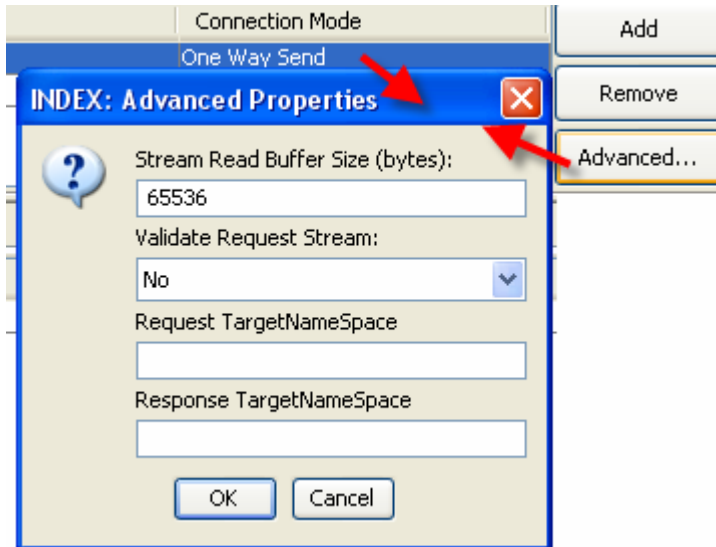 Connection Mode
Add
One Way Send
INDEX: Advanced Properties
Remove
Stream Read Buffer Size (bytes):
Advanced...
65536
Validate Request Stream:
No
Request TargetNameSpace
Response TargetNameSpace
OK
Cancel